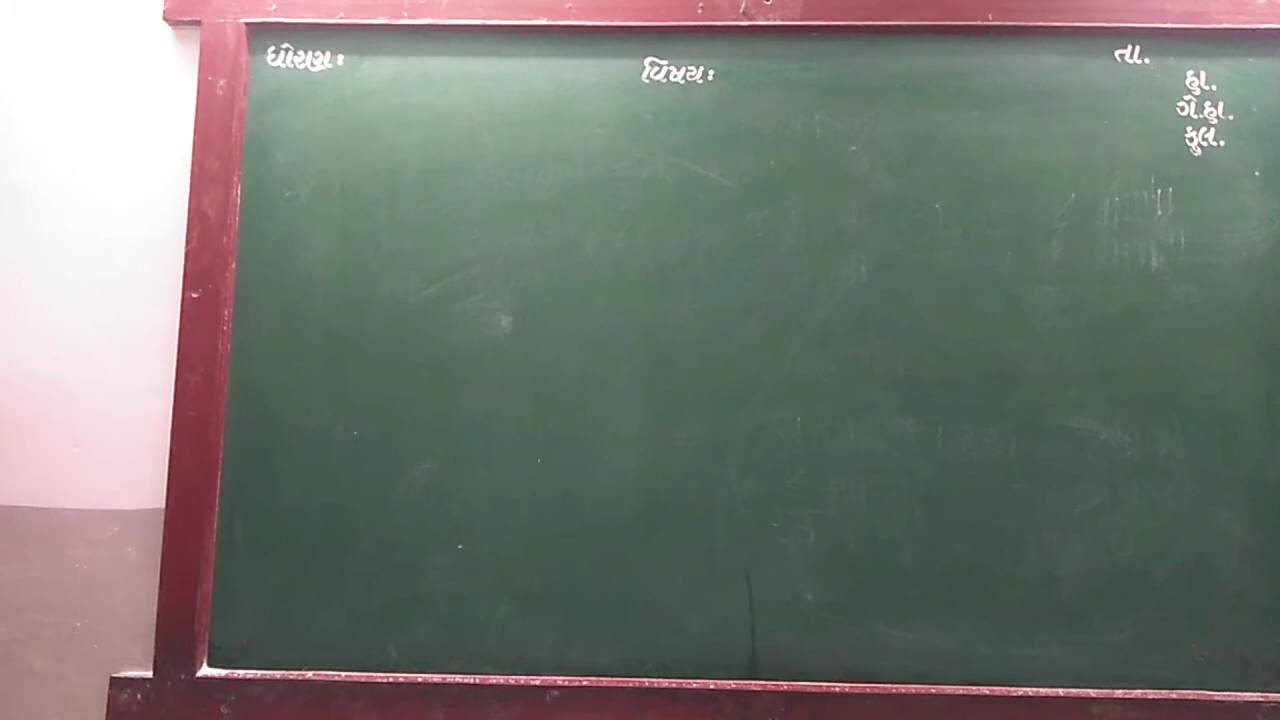 ધોરણઃ
વિષયઃ
તા.
હા.
ગે.હા.
કુલ.